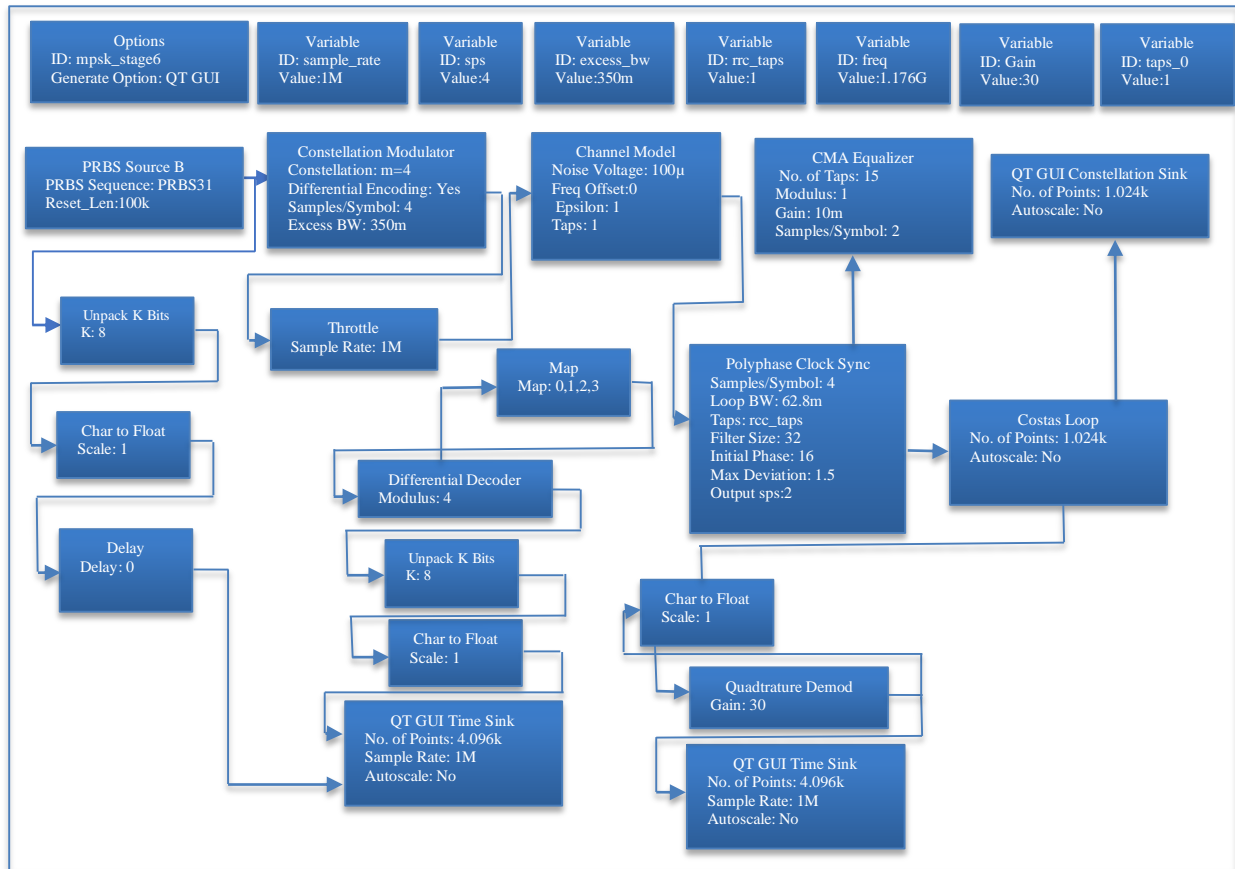 Options
ID: mpsk_stage6
Generate Option: QT GUI
Variable
ID: sample_rate
Value:1M
Variable
ID: sps
Value:4
Variable
ID: excess_bw
Value:350m
Variable
ID: rrc_taps
Value:1
Variable
ID: freq
Value:1.176G
Variable
ID: Gain
Value:30
Variable
ID: taps_0
Value:1
PRBS Source B
PRBS Sequence: PRBS31
Reset_Len:100k
Constellation Modulator
Constellation: m=4
Differential Encoding: Yes
Samples/Symbol: 4
Excess BW: 350m
Channel Model
Noise Voltage: 100µ
Freq Offset:0
Epsilon: 1
Taps: 1
CMA Equalizer
No. of Taps: 15
Modulus: 1
Gain: 10m
Samples/Symbol: 2
QT GUI Constellation Sink
No. of Points: 1.024k
Autoscale: No
Unpack K Bits
K: 8
Throttle
Sample Rate: 1M
Map
Map: 0,1,2,3
Polyphase Clock Sync
Samples/Symbol: 4
Loop BW: 62.8m
Taps: rcc_taps
Filter Size: 32
Initial Phase: 16
Max Deviation: 1.5
Output sps:2
Costas Loop
No. of Points: 1.024k
Autoscale: No
Char to Float
Scale: 1
Differential Decoder
Modulus: 4
Delay
Delay: 0
Unpack K Bits
K: 8
Char to Float
Scale: 1
Char to Float
Scale: 1
Quadtrature Demod
Gain: 30
QT GUI Time Sink
No. of Points: 4.096k
Sample Rate: 1M
Autoscale: No
QT GUI Time Sink
No. of Points: 4.096k
Sample Rate: 1M
Autoscale: No